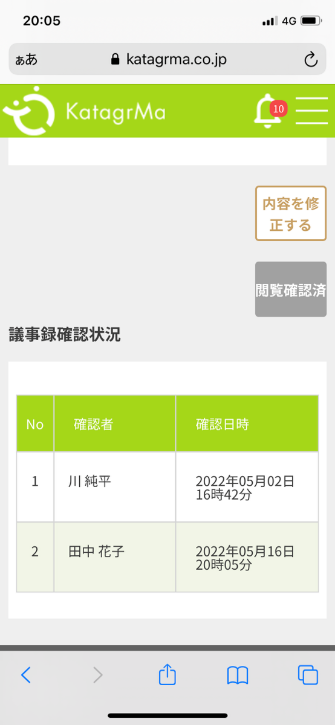 20:05
4G
ぁあ
katagrma.co.jp
KatagrMa
10
内容を修
正する
閲覧確認済
議事録確認状況
No 確認者 確認日時
1 川 純平 2022年05月02日
16時42分
2 田中 花子 2022年05月16日
20時05分